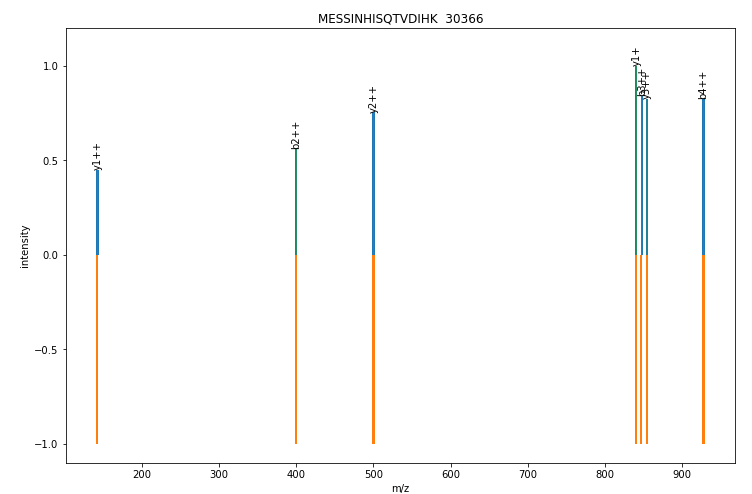 MESSINHISQTVDIHK  30366
y1+
b3++
y3++
b4++
y2++
b2++
y1++
1.0
0.5
0.0
−0.5
−1.0
intensity
200 300 400 500 600 700 800 900
m/z